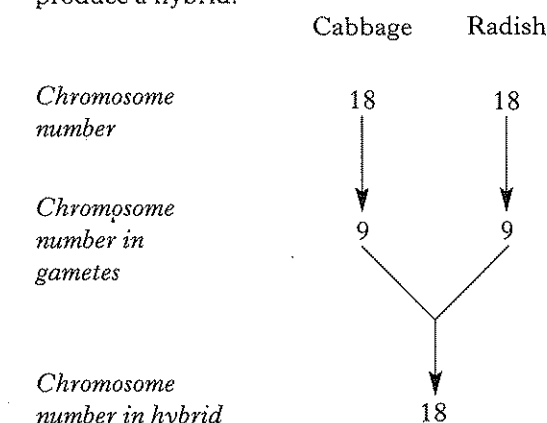 produce a hybrid.
Cabbage Radish
Chromosome 18 18
number
Chromosome 9 9
number in
gametes
Chromosome
number in hybrid 18